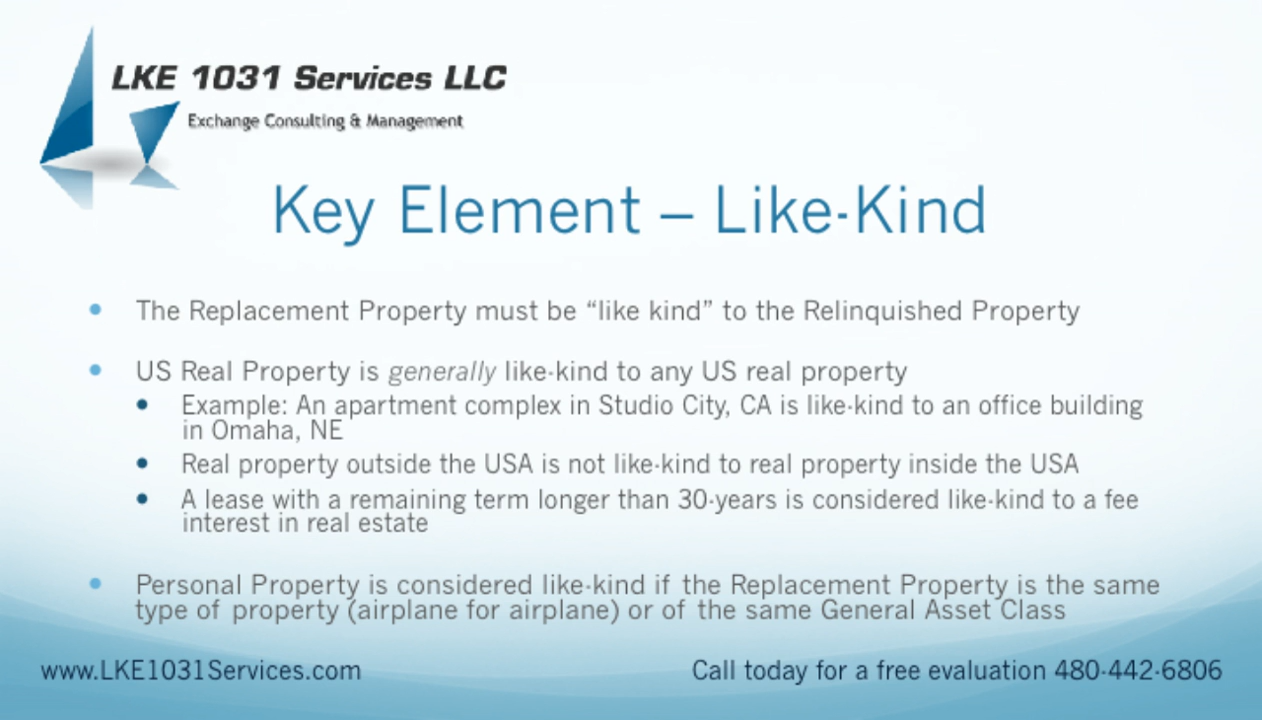 LKE 1031 Services LLC
Exchange Consulting & Management
Key Element – Like-Kind
• The Replacement Property must be “like kind” to the Relinquished Property
• US Real Property is generally like-kind to any US real property
• Example: An apartment complex in Studio City, CA is like-kind to an office building
in Omaha, NE
• Real property outside the USA is not like-kind to real property inside the USA
• A lease with a remaining term longer than 30-years is considered like-kind to a fee
interest in real estate
• Personal Property is considered like-kind if the Replacement Property is the same
type of property (airplane for airplane) or of the same General Asset Class
www.LKE1031Services.com
Call today for a free evaluation 480-442-6806